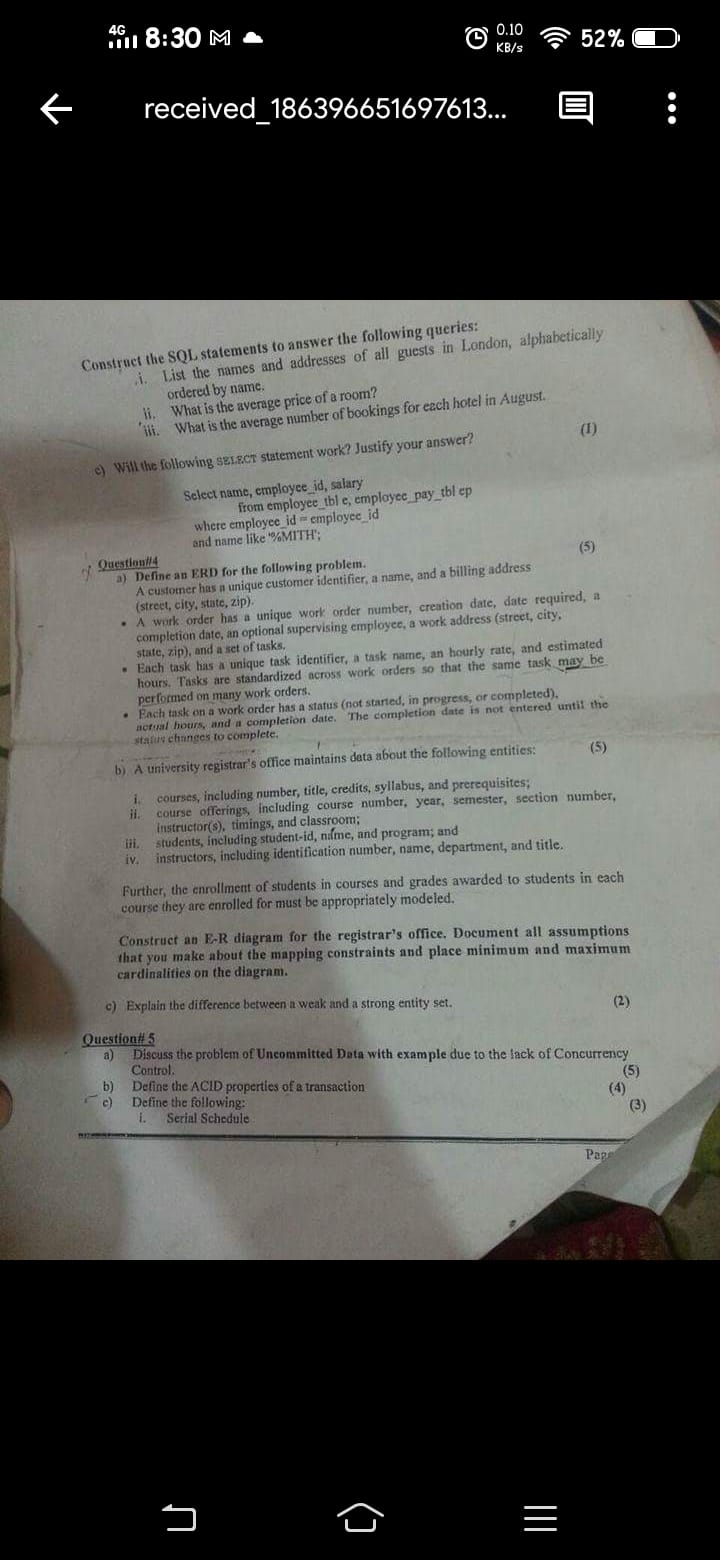 4G 8:30 M 0.10 KB/s 52%
received_186396651697613...
Construct the SQL statements to answer the following queries:
i. List the names and addresses of all guests in London, alphabetically
ordered by name.
ii. What is the average price of a room?
iii. What is the average number of bookings for each hotel in August.
c) Will the following SELECT statement work? Justify your answer? (1)
Select name, employee_id, salary
from employee_tbl e, employee_pay_tbl ep
where employee_id = employee_id
and name like '%MITH';
Question#4
a) Define an ERD for the following problem. (5)
A customer has a unique customer identifier, a name, and a billing address
(street, city, state, zip).
• A work order has a unique work order number, creation date, date required, a
completion date, an optional supervising employee, a work address (street, city,
state, zip), and a set of tasks.
• Each task has a unique task identifier, a task name, an hourly rate, and estimated
hours. Tasks are standardized across work orders so that the same task may be
performed on many work orders.
• Each task on a work order has a status (not started, in progress, or completed),
actual hours, and a completion date. The completion date is not entered until the
status changes to complete.
b) A university registrar's office maintains data about the following entities: (5)
i. courses, including number, title, credits, syllabus, and prerequisites;
ii. course offerings, including course number, year, semester, section number,
instructor(s), timings, and classroom;
iii. students, including student-id, name, and program; and
iv. instructors, including identification number, name, department, and title.
Further, the enrollment of students in courses and grades awarded to students in each
course they are enrolled for must be appropriately modeled.
Construct an E-R diagram for the registrar's office. Document all assumptions
that you make about the mapping constraints and place minimum and maximum
cardinalities on the diagram.
c) Explain the difference between a weak and a strong entity set. (2)
Question# 5
a) Discuss the problem of Uncommitted Data with example due to the lack of Concurrency
Control. (5)
b) Define the ACID properties of a transaction (4)
c) Define the following: (3)
i. Serial Schedule
Page